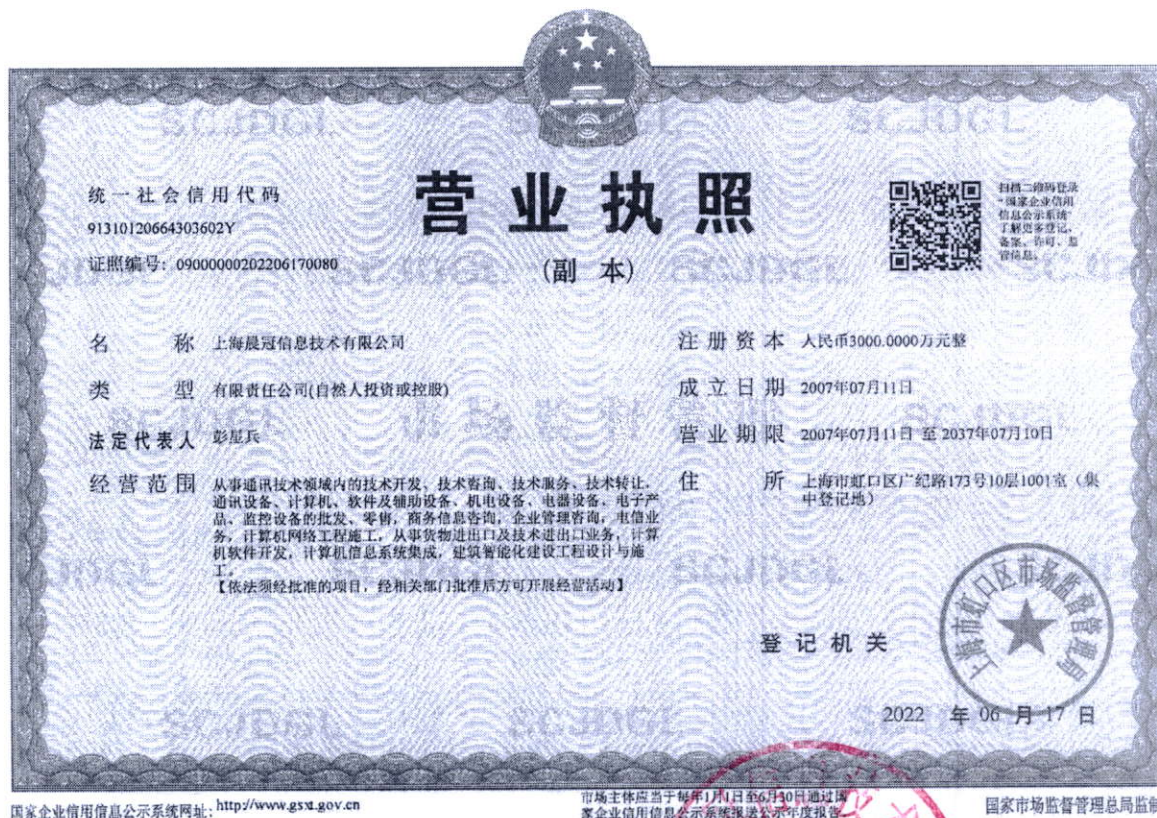 营业执照
(副 本)
统一社会信用代码
91310120664303602Y
证照编号: 09000000202206170080
扫描二维码登录
“国家企业信用
信息公示系统”
了解更多登记、
备案、许可、监
管信息。
名 称 上海晨冠信息技术有限公司
类 型 有限责任公司(自然人投资或控股)
法定代表人 彭星兵
经营范围 从事通讯技术领域内的技术开发、技术咨询、技术服务、技术转让,
通讯设备、计算机、软件及辅助设备、机电设备、电器设备、电子产
品、监控设备的批发、零售,商务信息咨询,企业管理咨询,电信业
务,计算机网络工程施工,从事货物进出口及技术进出口业务,计算
机软件开发,计算机信息系统集成,建筑智能化建设工程设计与施
工。
【依法须经批准的项目,经相关部门批准后方可开展经营活动】
注册资本 人民币3000.0000万元整
成立日期 2007年07月11日
营业期限 2007年07月11日 至 2037年07月10日
住 所 上海市虹口区广纪路173号10层1001室(集
中登记地)
登记机关
上海市虹口区市场监督管理局
2022 年 06 月 17 日
国家企业信用信息公示系统网址: http://www.gsxt.gov.cn
市场主体应当于每年1月1日至6月30日通过国
家企业信用信息公示系统报送公示年度报告。
国家市场监督管理总局监制